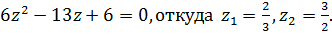 6z² − 13z + 6 = 0, откуда z₁ = 2/3, z₂ = 3/2.